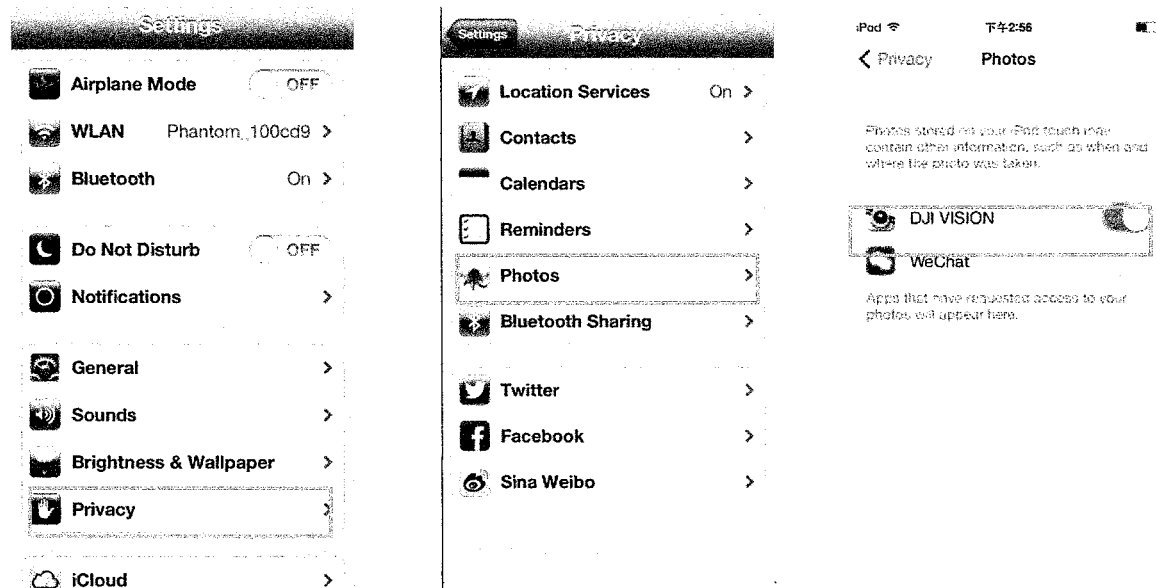 Settings
Airplane Mode OFF
WLAN Phantom_100cd9
Bluetooth On
Do Not Disturb OFF
Notifications
General
Sounds
Brightness & Wallpaper
Privacy
iCloud
Settings Privacy
Location Services On
Contacts
Calendars
Reminders
Photos
Bluetooth Sharing
Twitter
Facebook
Sina Weibo
iPod 下午2:56
Privacy Photos
Photos stored on your iPod touch may
contain other information, such as when and
where the photo was taken.
DJI VISION
WeChat
Apps that have requested access to your
photos will appear here.